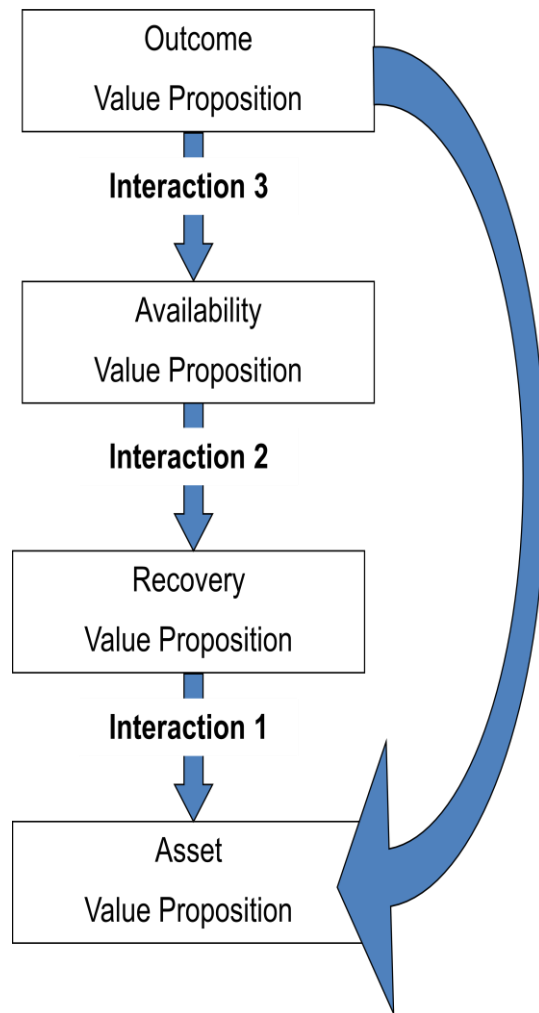 Outcome
Value Proposition
Interaction 3
Availability
Value Proposition
Interaction 2
Recovery
Value Proposition
Interaction 1
Asset
Value Proposition